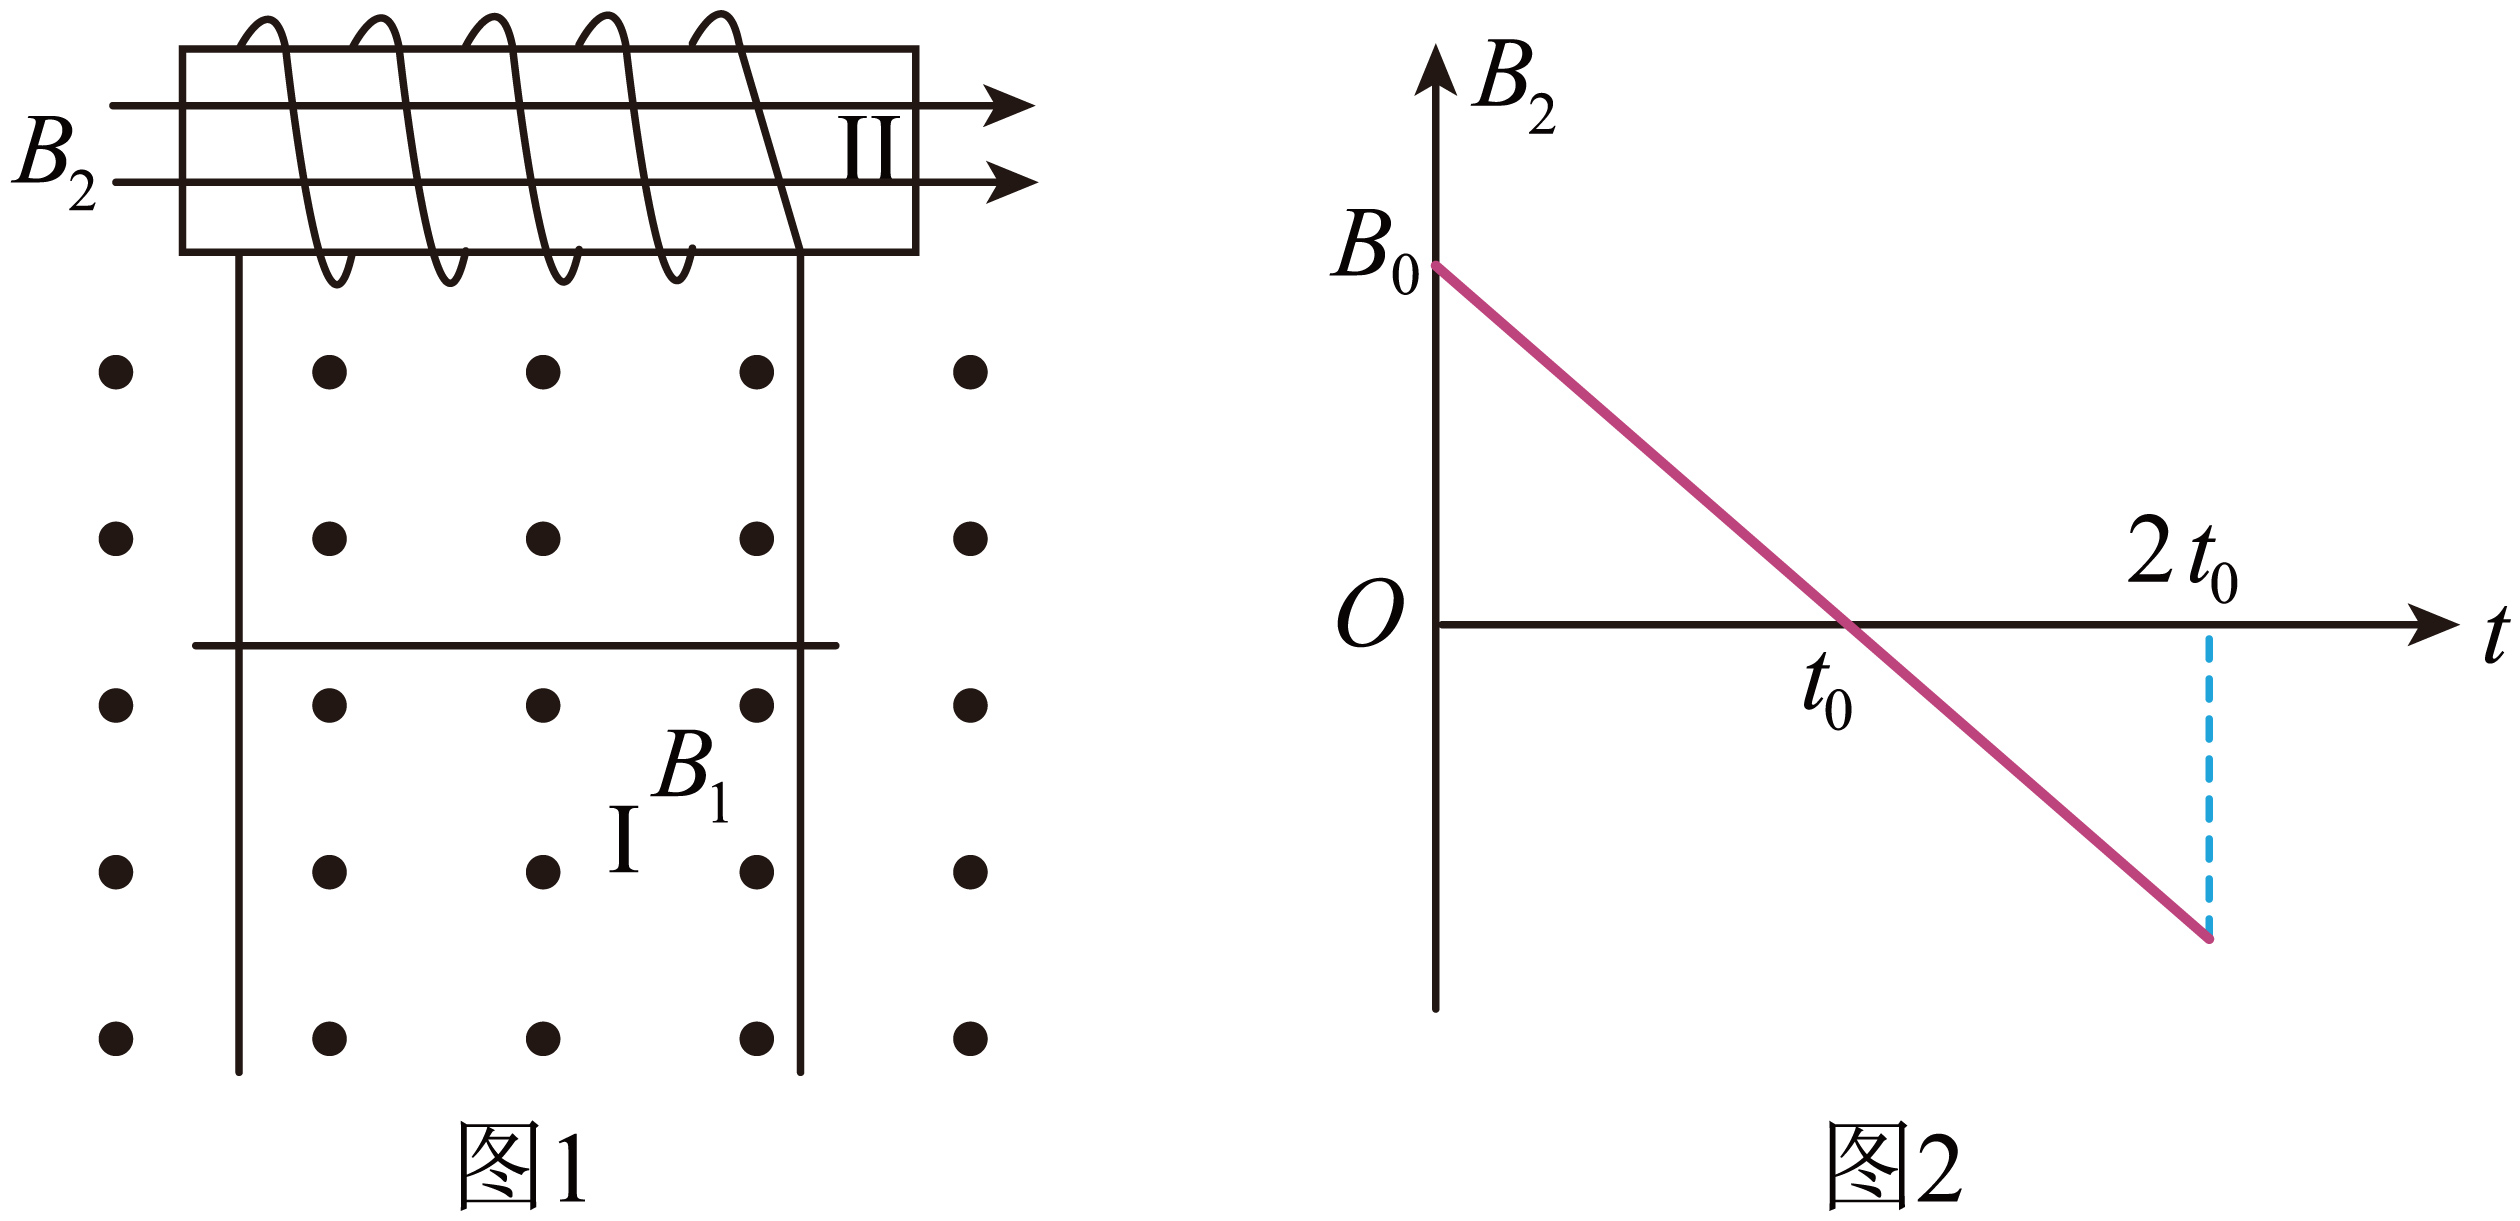 B₂
II
B₁
I
图1
B₂
B₀
O
t₀
2t₀
t
图2